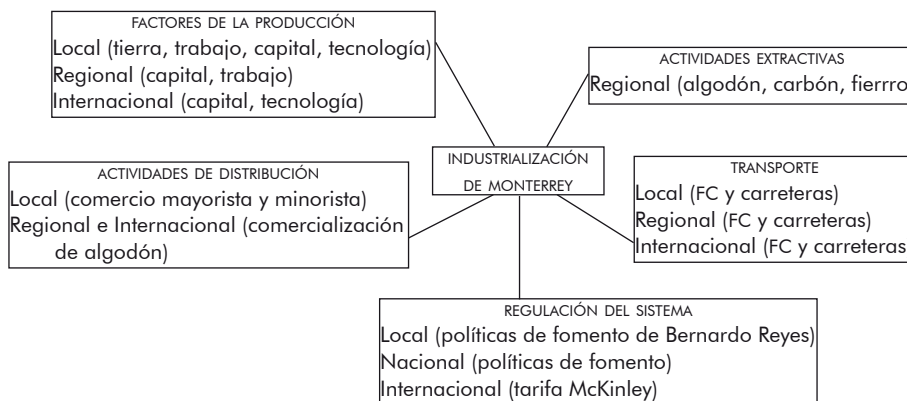 FACTORES DE LA PRODUCCIÓN
Local (tierra, trabajo, capital, tecnología)
Regional (capital, trabajo)
Internacional (capital, tecnología)
ACTIVIDADES EXTRACTIVAS
Regional (algodón, carbón, fierrro
INDUSTRIALIZACIÓN
DE MONTERREY
ACTIVIDADES DE DISTRIBUCIÓN
Local (comercio mayorista y minorista)
Regional e Internacional (comercialización
de algodón)
TRANSPORTE
Local (FC y carreteras)
Regional (FC y carreteras)
Internacional (FC y carreteras
REGULACIÓN DEL SISTEMA
Local (políticas de fomento de Bernardo Reyes)
Nacional (políticas de fomento)
Internacional (tarifa McKinley)